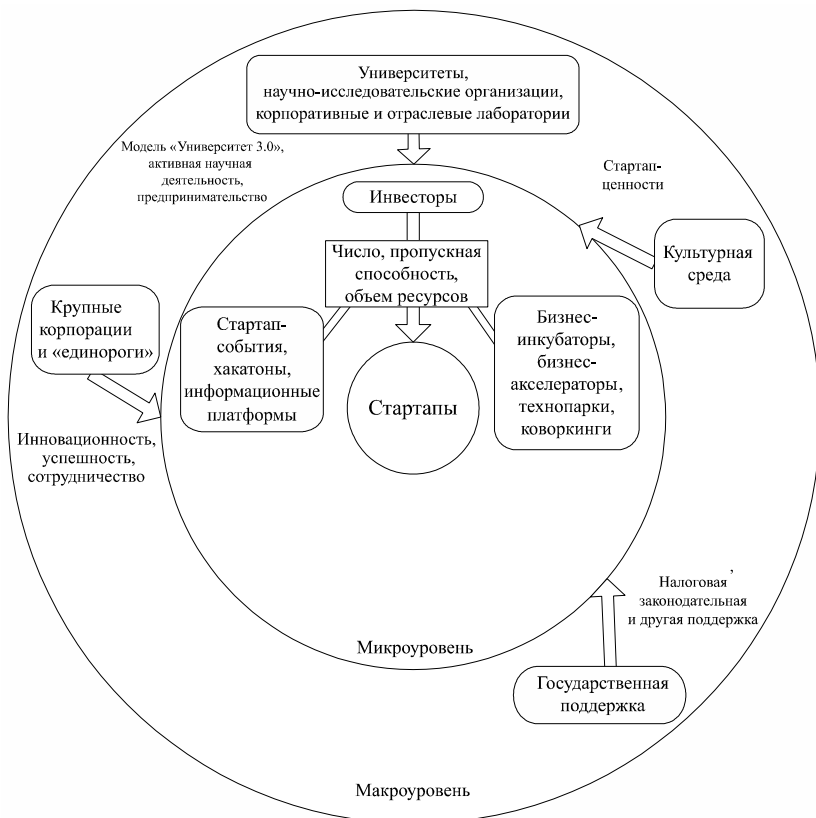 Университеты,
научно-исследовательские организации,
корпоративные и отраслевые лаборатории
Модель «Университет 3.0»,
активная научная
деятельность,
предпринимательство
Стартап-
ценности
Инвесторы
Число, пропускная
способность,
объем ресурсов
Культурная
среда
Крупные
корпорации
и «единороги»
Стартап-
события,
хакатоны,
информационные
платформы
Бизнес-
инкубаторы,
бизнес-
акселераторы,
технопарки,
коворкинги
Стартапы
Инновационность,
успешность,
сотрудничество
Налоговая,
законодательная
и другая поддержка
Микроуровень
Государственная
поддержка
Макроуровень